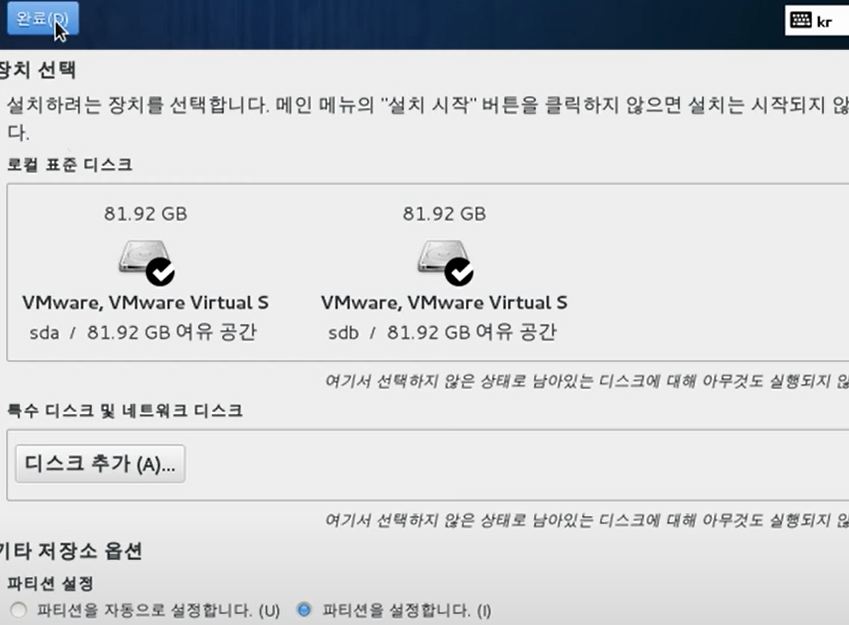 완료(D)
kr
장치 선택
설치하려는 장치를 선택합니다. 메인 메뉴의 "설치 시작" 버튼을 클릭하지 않으면 설치는 시작되지 않
다.
로컬 표준 디스크
81.92 GB 81.92 GB
VMware, VMware Virtual S VMware, VMware Virtual S
sda / 81.92 GB 여유 공간 sdb / 81.92 GB 여유 공간
여기서 선택하지 않은 상태로 남아있는 디스크에 대해 아무것도 실행되지 않
특수 디스크 및 네트워크 디스크
디스크 추가 (A)...
여기서 선택하지 않은 상태로 남아있는 디스크에 대해 아무것도 실행되지 않
기타 저장소 옵션
파티션 설정
파티션을 자동으로 설정합니다. (U) 파티션을 설정합니다. (I)